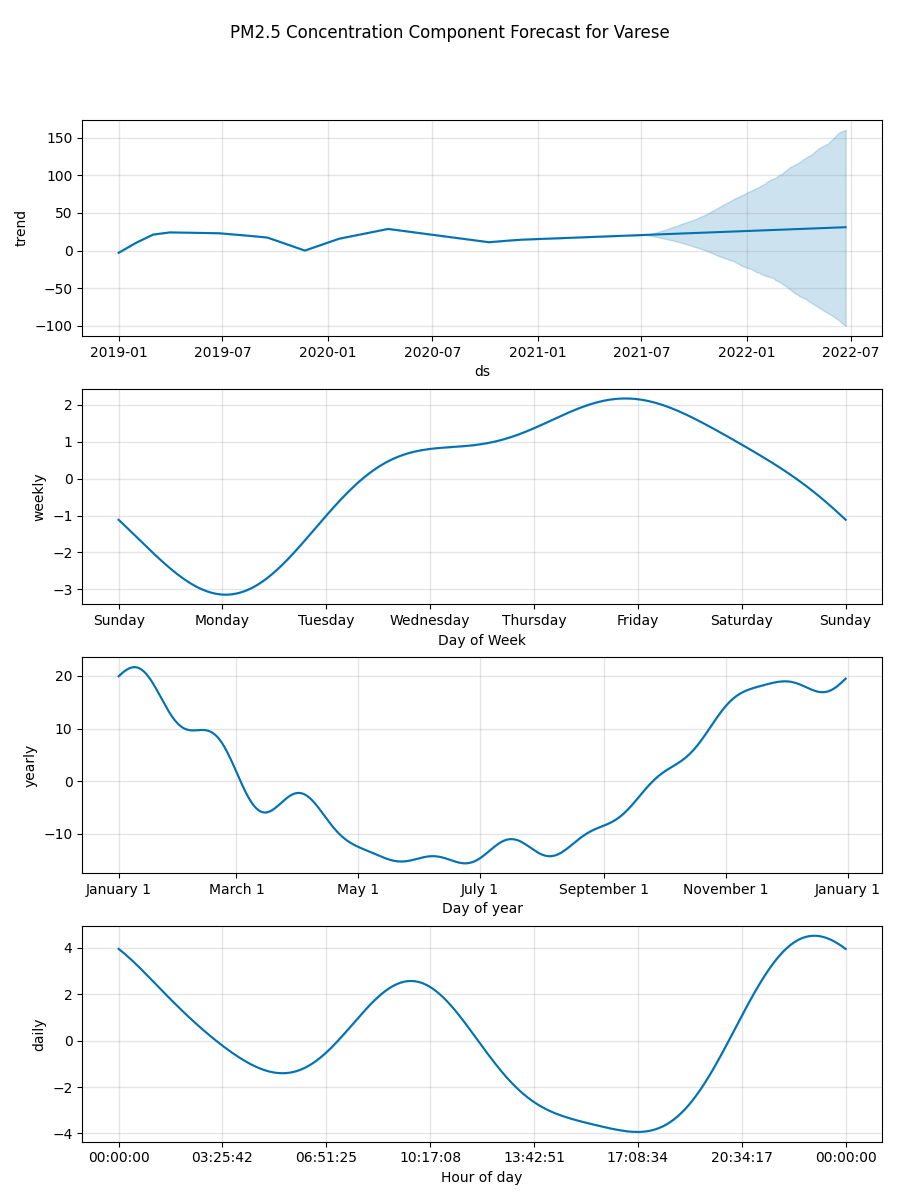 PM2.5 Concentration Component Forecast for Varese
trend
150
100
50
0
−50
−100
2019-01 2019-07 2020-01 2020-07 2021-01 2021-07 2022-01 2022-07
ds
weekly
2
1
0
−1
−2
−3
Sunday Monday Tuesday Wednesday Thursday Friday Saturday Sunday
Day of Week
yearly
20
10
0
−10
January 1 March 1 May 1 July 1 September 1 November 1 January 1
Day of year
daily
4
2
0
−2
−4
00:00:00 03:25:42 06:51:25 10:17:08 13:42:51 17:08:34 20:34:17 00:00:00
Hour of day